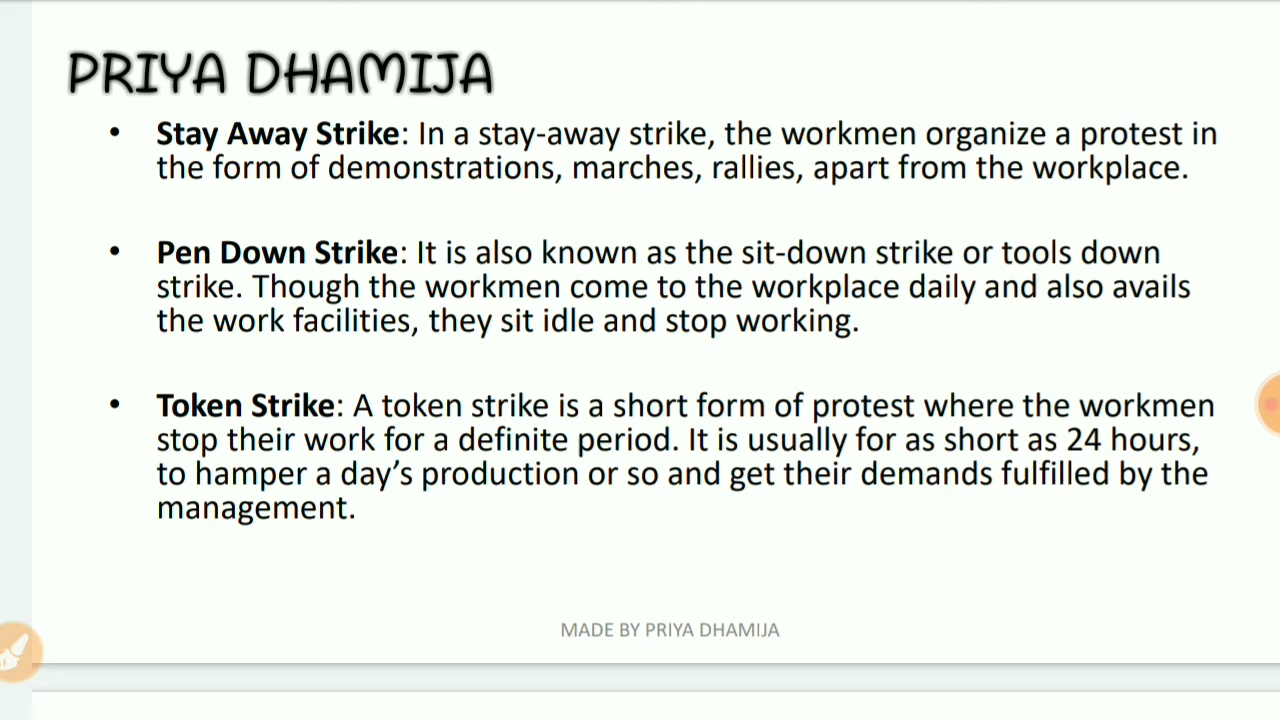 PRIYA DHAMIJA
• Stay Away Strike: In a stay-away strike, the workmen organize a protest in
the form of demonstrations, marches, rallies, apart from the workplace.
• Pen Down Strike: It is also known as the sit-down strike or tools down
strike. Though the workmen come to the workplace daily and also avails
the work facilities, they sit idle and stop working.
• Token Strike: A token strike is a short form of protest where the workmen
stop their work for a definite period. It is usually for as short as 24 hours,
to hamper a day’s production or so and get their demands fulfilled by the
management.
MADE BY PRIYA DHAMIJA